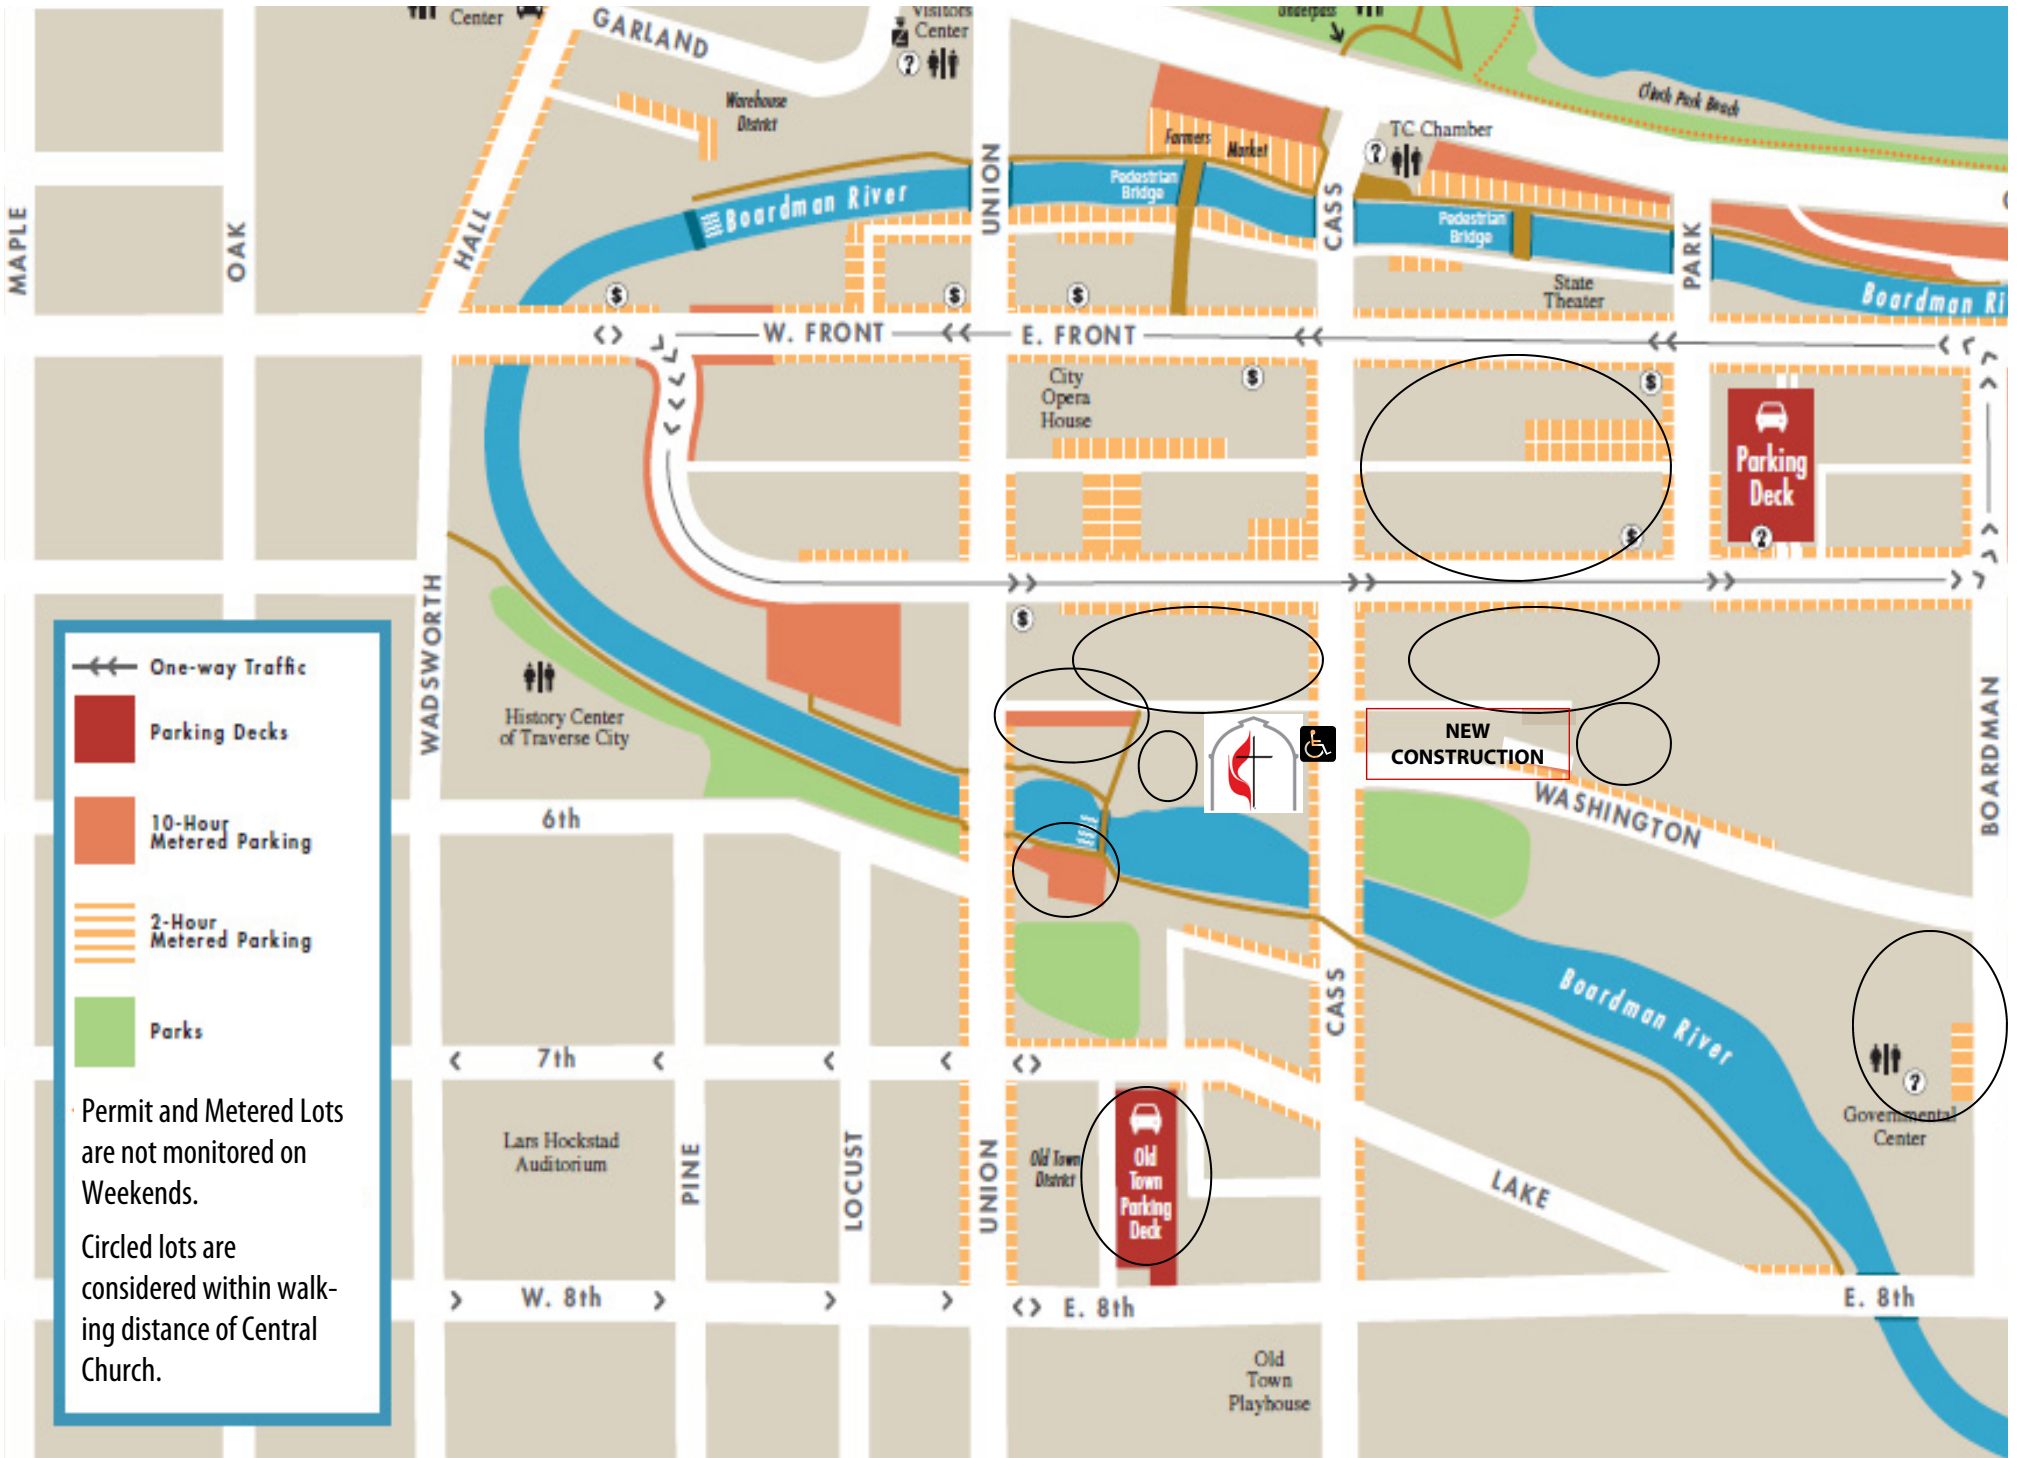 Center
GARLAND
Visitors
Center
?
Underpass
Warehouse
District
Clinch Park Beach
Farmers
Market
TC Chamber
?
MAPLE
OAK
HALL
UNION
CASS
PARK
Boardman River
Pedestrian
Bridge
Pedestrian
Bridge
State
Theater
Boardman Ri
$
$
$
W. FRONT
E. FRONT
City
Opera
House
$
$
Parking
Deck
?
$
$
WADSWORTH
One-way Traffic
Parking Decks
10-Hour
Metered Parking
2-Hour
Metered Parking
Parks
Permit and Metered Lots
are not monitored on
Weekends.
Circled lots are
considered within walk-
ing distance of Central
Church.
History Center
of Traverse City
NEW
CONSTRUCTION
WASHINGTON
BOARDMAN
6th
CASS
Boardman River
7th
?
Governmental
Center
Lars Hockstad
Auditorium
PINE
LOCUST
UNION
Old Town
District
Old
Town
Parking
Deck
LAKE
W. 8th
E. 8th
E. 8th
Old
Town
Playhouse